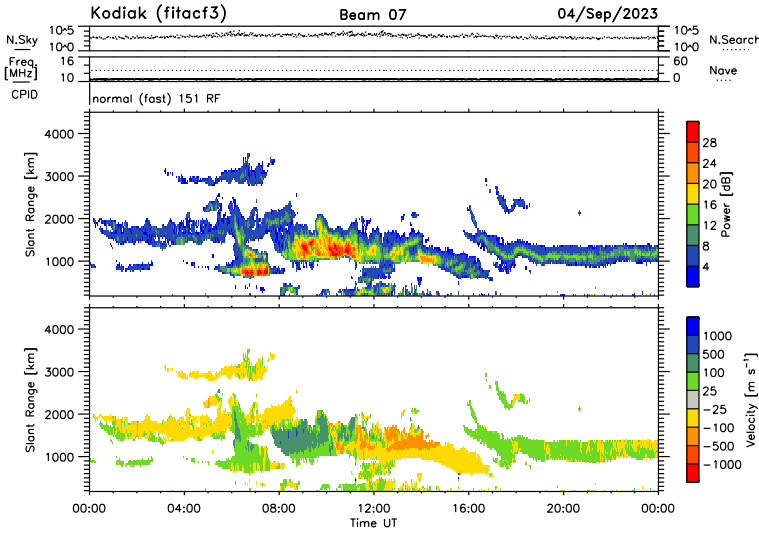 Kodiak (fitacf3)
Beam 07
04/Sep/2023
N.Sky
10^5
10^0
10^5
10^0
N.Search
Freq.
[MHz]
16
10
60
0
Nave
CPID
normal (fast) 151 RF
Slant Range [km]
4000
3000
2000
1000
28
24
20
16
12
8
4
Power [dB]
Slant Range [km]
4000
3000
2000
1000
1000
500
100
25
-25
-100
-500
-1000
Velocity [m s⁻¹]
00:00
04:00
08:00
12:00
16:00
20:00
00:00
Time UT